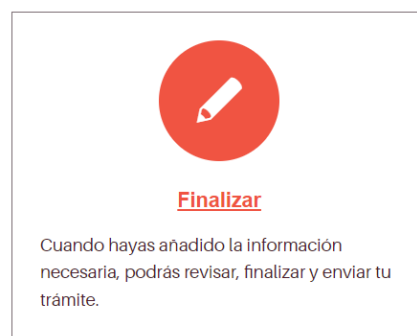 Finalizar
Cuando hayas añadido la información
necesaria, podrás revisar, finalizar y enviar tu
trámite.